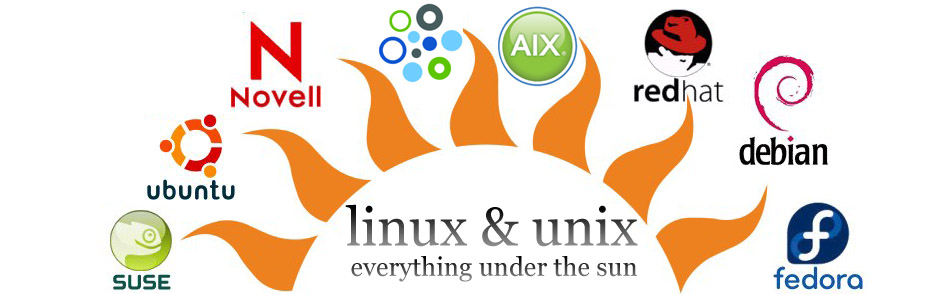 N
Novell
AIX
redhat
debian
ubuntu
SUSE
linux & unix
everything under the sun
f
fedora